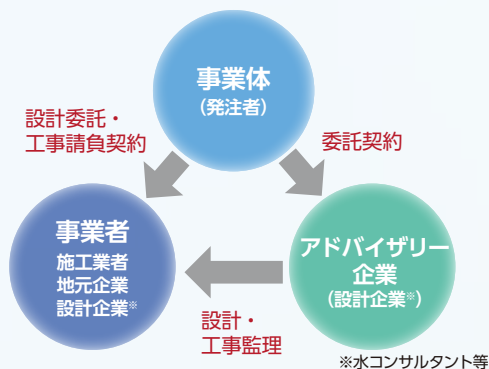 事業体
(発注者)
設計委託・
工事請負契約
委託契約
事業者
施工業者
地元企業
設計企業※
アドバイザリー
企業
(設計企業※)
設計・
工事監理
※水コンサルタント等